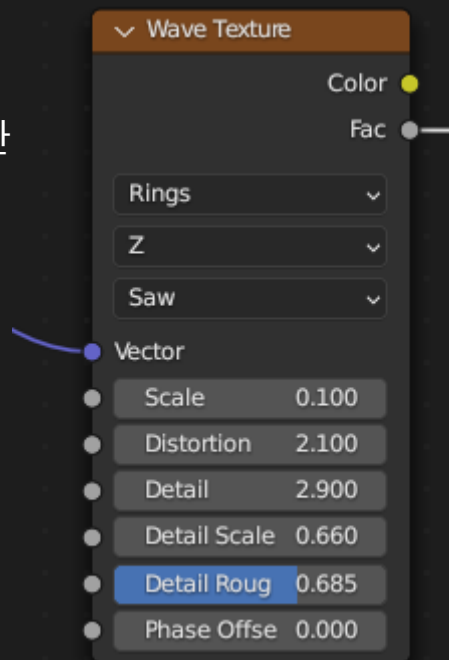 Wave Texture
Color
Fac
Rings
Z
Saw
Vector
Scale 0.100
Distortion 2.100
Detail 2.900
Detail Scale 0.660
Detail Roug 0.685
Phase Offse 0.000